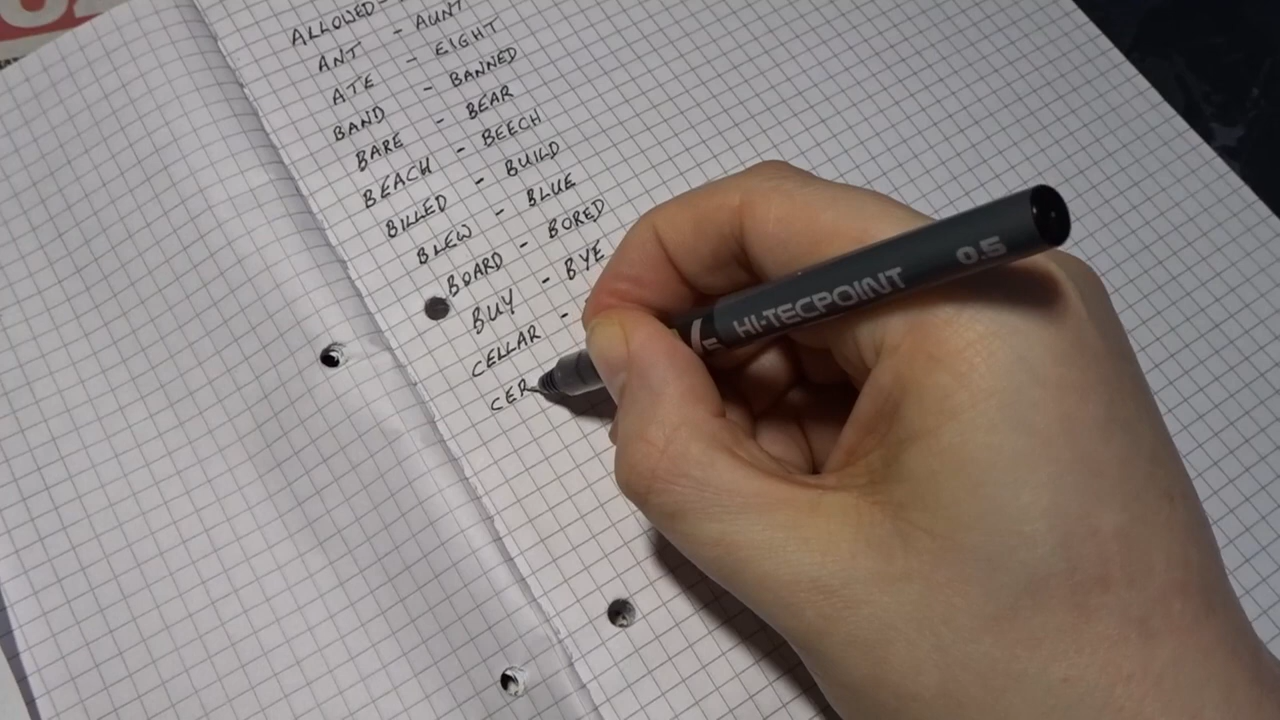 ALLOWED -
ANT - AUNT
ATE - EIGHT
BAND - BANNED
BARE - BEAR
BEACH - BEECH
BILLED - BUILD
BLEW - BLUE
BOARD - BORED
BUY - BYE
CELLAR -
CER
HI-TECPOINT 0.5